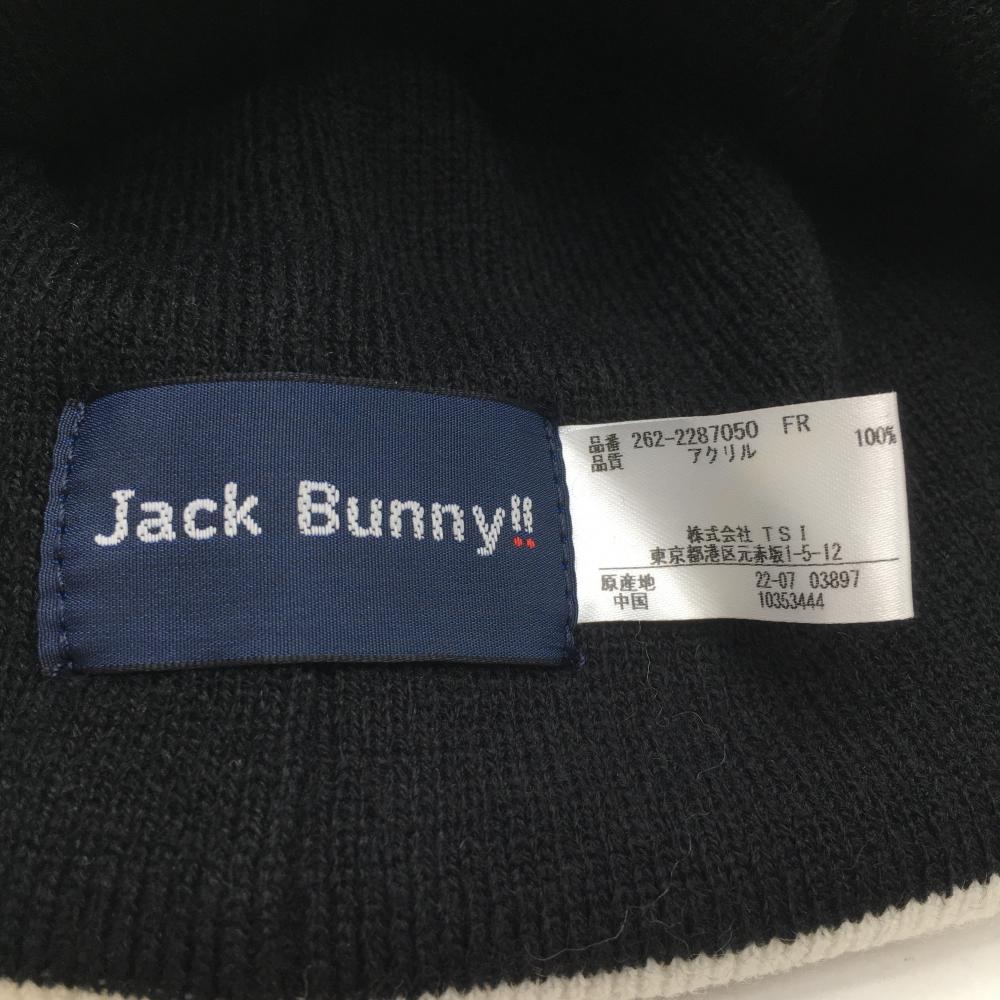 Jack Bunny!!
品番 262-2287050 FR
品質 アクリル 100%
株式会社 TSI
東京都港区元赤坂1-5-12
原産地 22-07 03897
中国 10353444